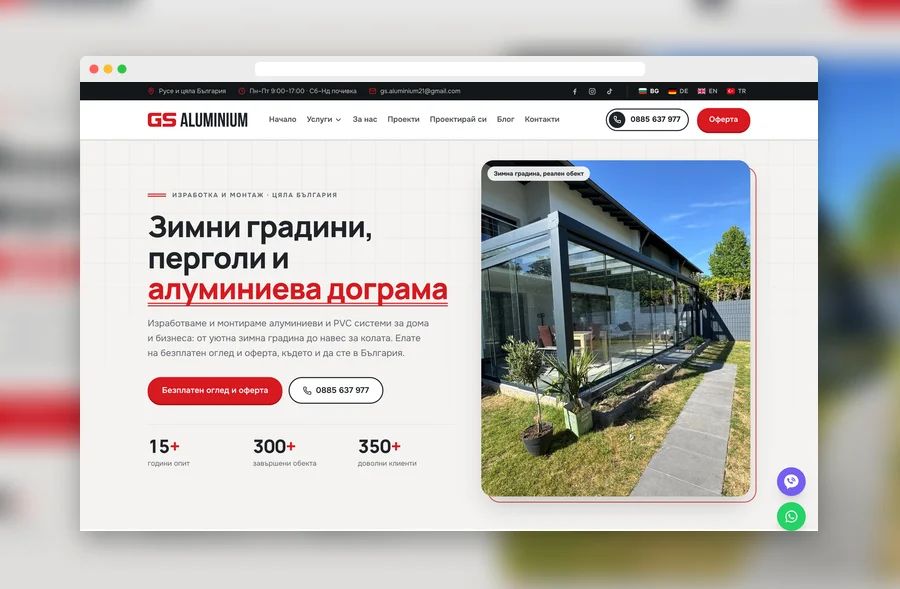 Русе и цяла България
Пн–Пт 9:00–17:00 · Сб–Нд почивка
gs.aluminium21@gmail.com
BG
DE
EN
TR
GS ALUMINIUM
Начало
Услуги
За нас
Проекти
Проектирай си
Блог
Контакти
0885 637 977
Оферта
ИЗРАБОТКА И МОНТАЖ · ЦЯЛА БЪЛГАРИЯ
Зимни градини,
перголи и
алуминиева дограма
Изработваме и монтираме алуминиеви и PVC системи за дома
и бизнеса: от уютна зимна градина до навес за колата. Елате
на безплатен оглед и оферта, където и да сте в България.
Безплатен оглед и оферта
0885 637 977
15+
години опит
300+
завършени обекта
350+
доволни клиенти
Зимна градина, реален обект